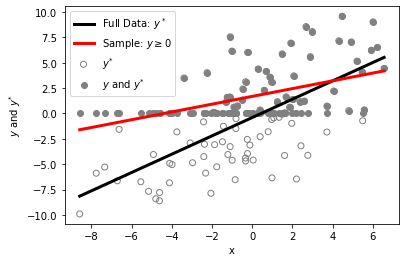 Full Data: y*
Sample: y ≥ 0
y*
y and y*
y and y*
10.0
7.5
5.0
2.5
0.0
−2.5
−5.0
−7.5
−10.0
−8 −6 −4 −2 0 2 4 6
x